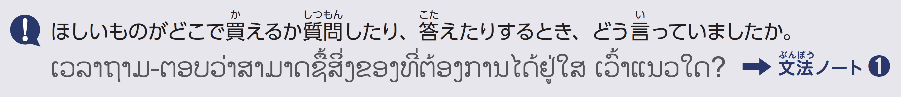 ほしいものがどこで買えるか質問したり、答えたりするとき、どう言っていましたか。
ເວລາຖາມ-ຕອບວ່າສາມາດຊື້ສິ່ງຂອງທີ່ຕ້ອງການໄດ້ຢູ່ໃສ ເວົ້າແນວໃດ? ➡ 文法ノート ❶